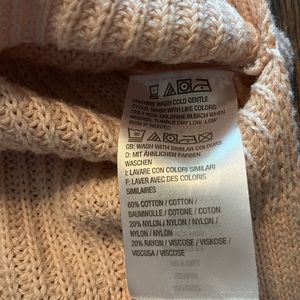 MACHINE WASH COLD GENTLE
CYCLE. WASH WITH LIKE COLORS.
ONLY NON-CHLORINE BLEACH WHEN
NEEDED. TUMBLE DRY LOW. LOW
IRON IF NEEDED.
GB: WASH WITH SIMILAR COLOURS
D: MIT ÄHNLICHEN FARBEN
WASCHEN
I: LAVARE CON COLORI SIMILARI
F: LAVER AVEC DES COLORIS
SIMILAIRES
60% COTTON / COTTON /
BAUMWOLLE / COTONE / COTON
20% NYLON / NYLON / NYLON /
NYLON / NYLON
20% RAYON / VISCOSE / VISKOSE /
VISCOSA / VISCOSE